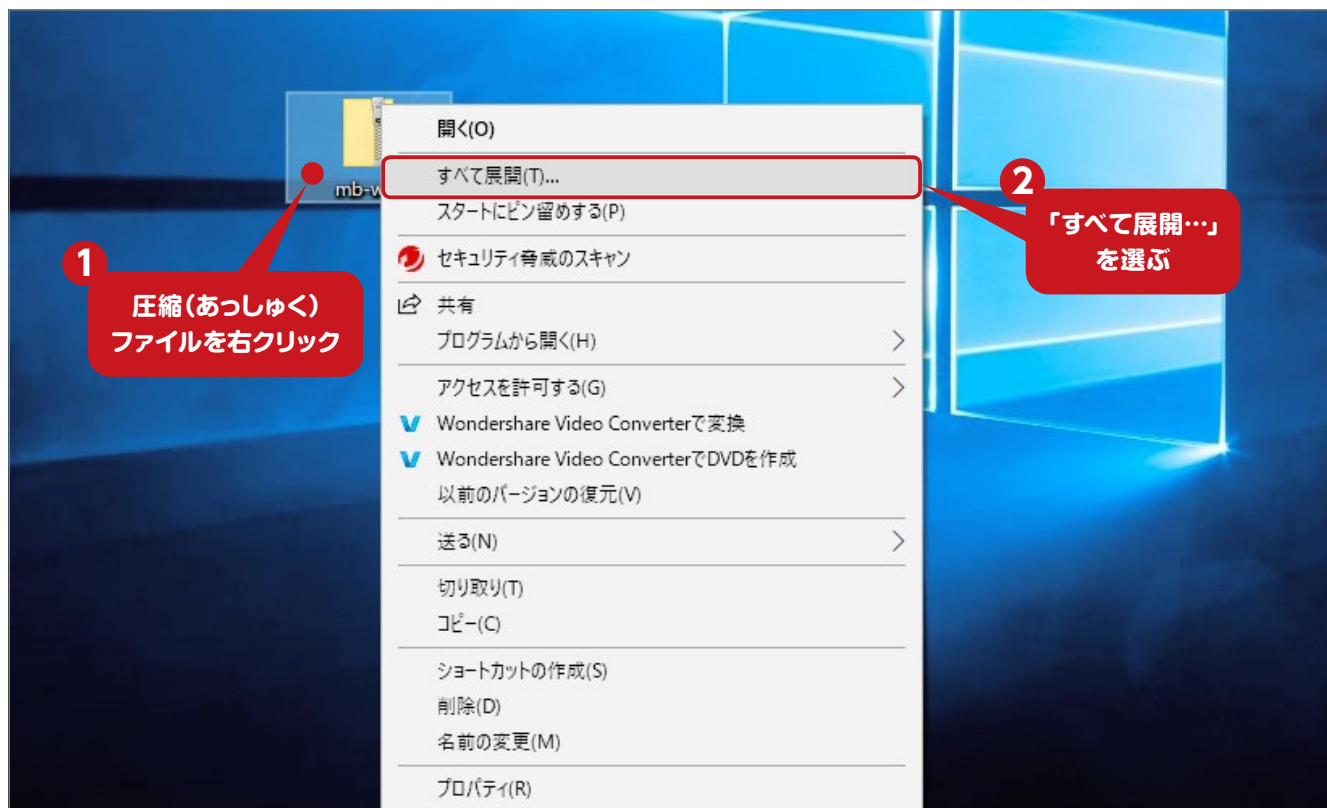 mb-w
開く(O)
すべて展開(T)...
スタートにピン留めする(P)
セキュリティ脅威のスキャン
共有
プログラムから開く(H)
アクセスを許可する(G)
Wondershare Video Converterで変換
Wondershare Video ConverterでDVDを作成
以前のバージョンの復元(V)
送る(N)
切り取り(T)
コピー(C)
ショートカットの作成(S)
削除(D)
名前の変更(M)
プロパティ(R)
1
圧縮(あっしゅく)
ファイルを右クリック
2
「すべて展開…」
を選ぶ